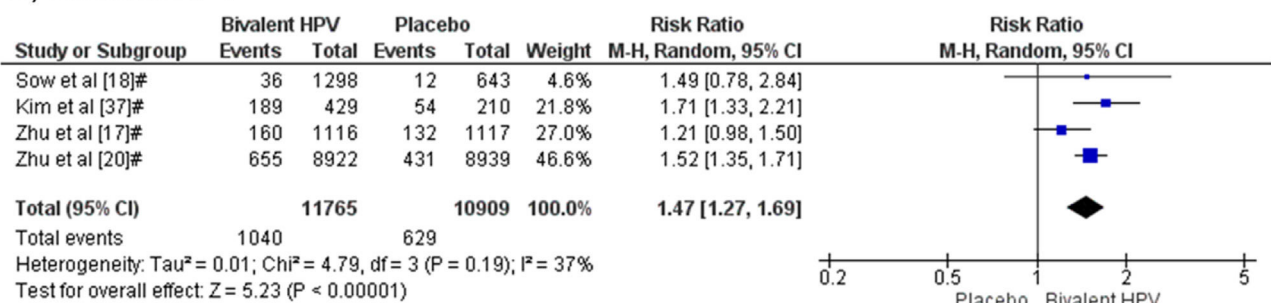 Bivalent HPV Placebo Risk Ratio Risk Ratio
Study or Subgroup Events Total Events Total Weight M-H, Random, 95% CI M-H, Random, 95% CI
Sow et al [18]# 36 1298 12 643 4.6% 1.49 [0.78, 2.84]
Kim et al [37]# 189 429 54 210 21.8% 1.71 [1.33, 2.21]
Zhu et al [17]# 160 1116 132 1117 27.0% 1.21 [0.98, 1.50]
Zhu et al [20]# 655 8922 431 8939 46.6% 1.52 [1.35, 1.71]
Total (95% CI) 11765 10909 100.0% 1.47 [1.27, 1.69]
Total events 1040 629
Heterogeneity: Tau² = 0.01; Chi² = 4.79, df = 3 (P = 0.19); I² = 37%
Test for overall effect: Z = 5.23 (P < 0.00001)
0.2 0.5 1 2 5
Placebo Bivalent HPV